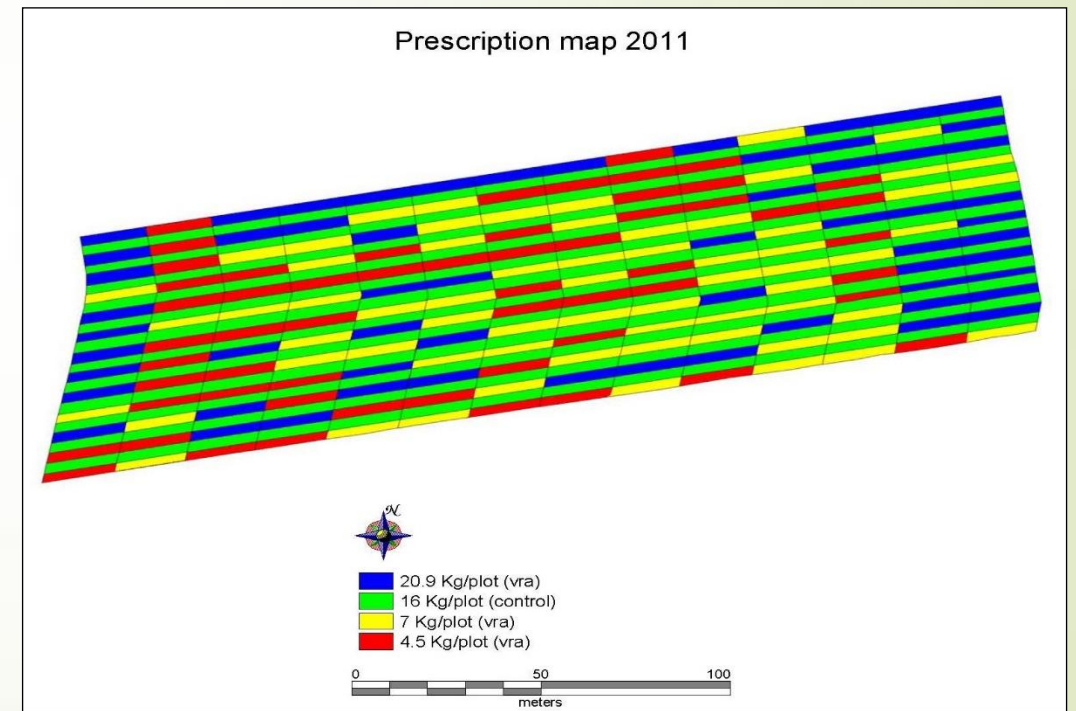 Prescription map 2011
N
20.9 Kg/plot (vra)
16 Kg/plot (control)
7 Kg/plot (vra)
4.5 Kg/plot (vra)
0 50 100
meters